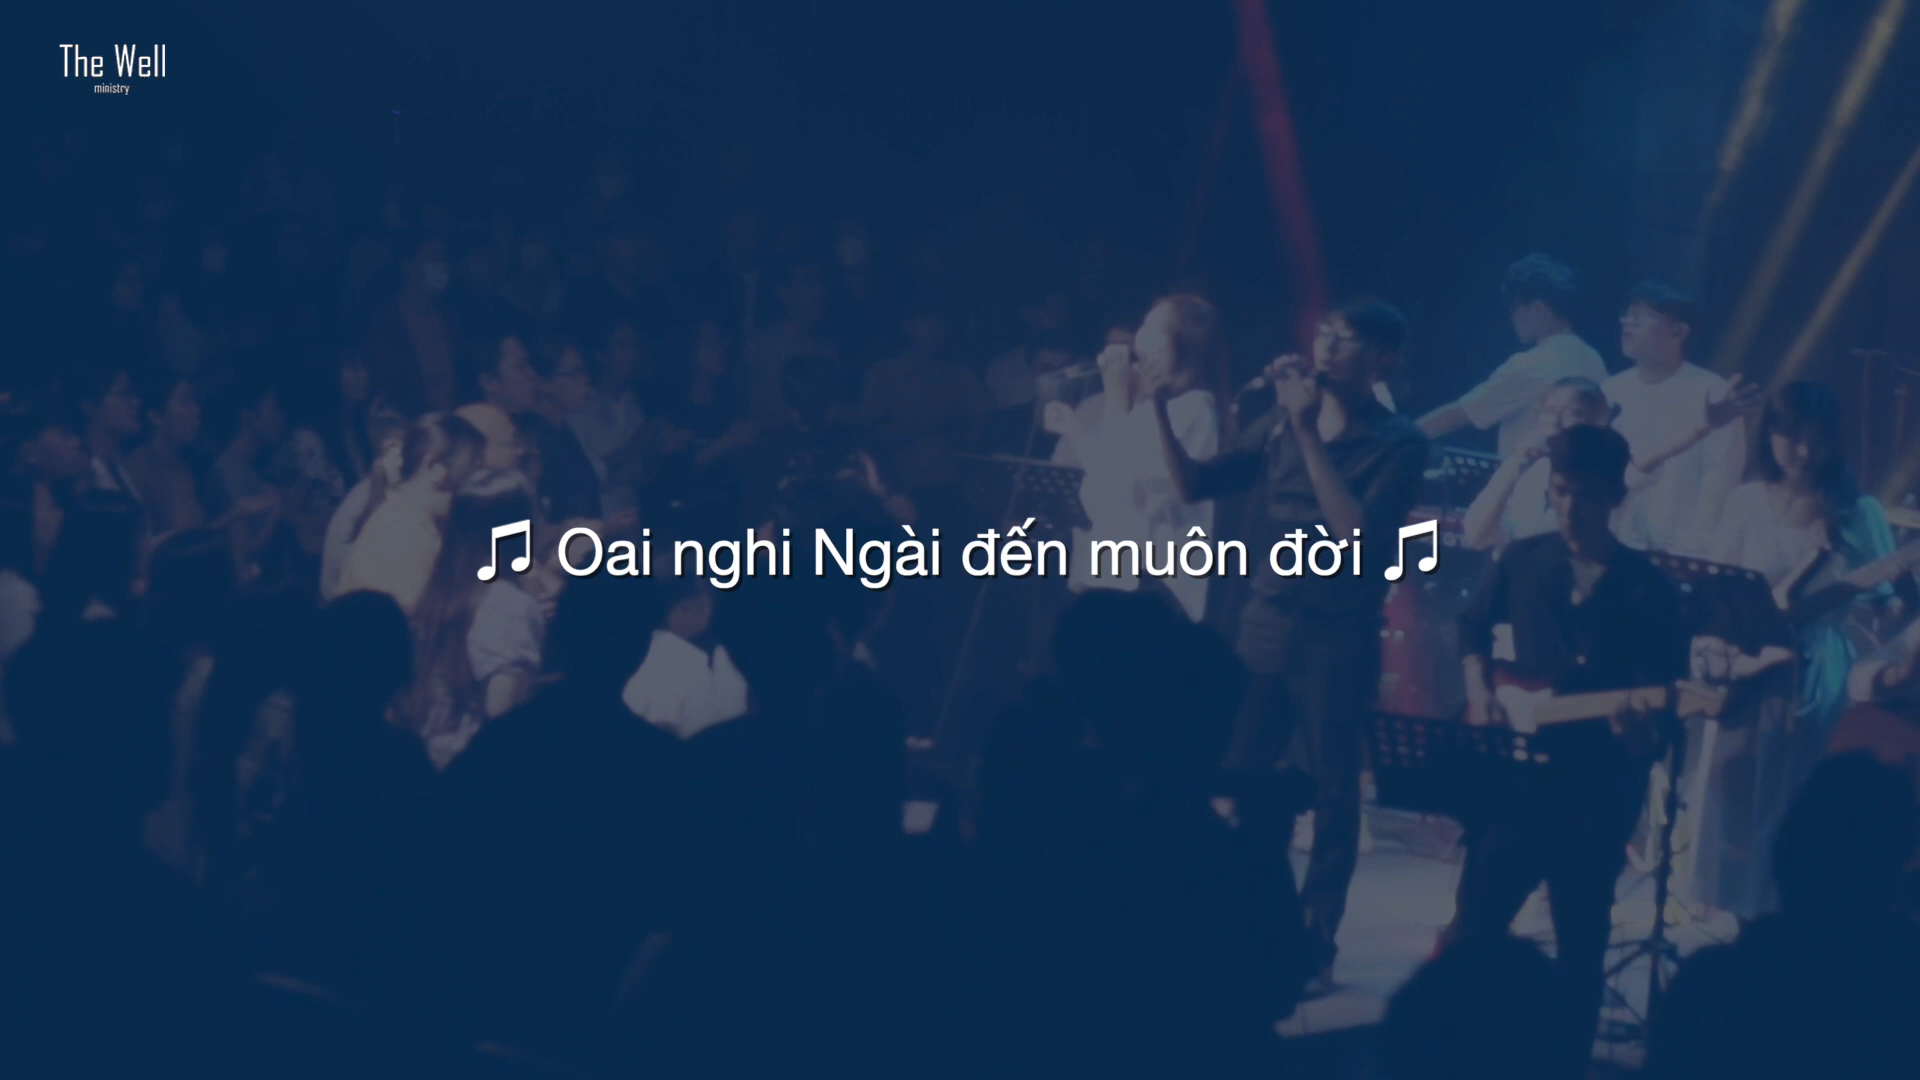 The Well
ministry
♫ Oai nghi Ngài đến muôn đời ♫